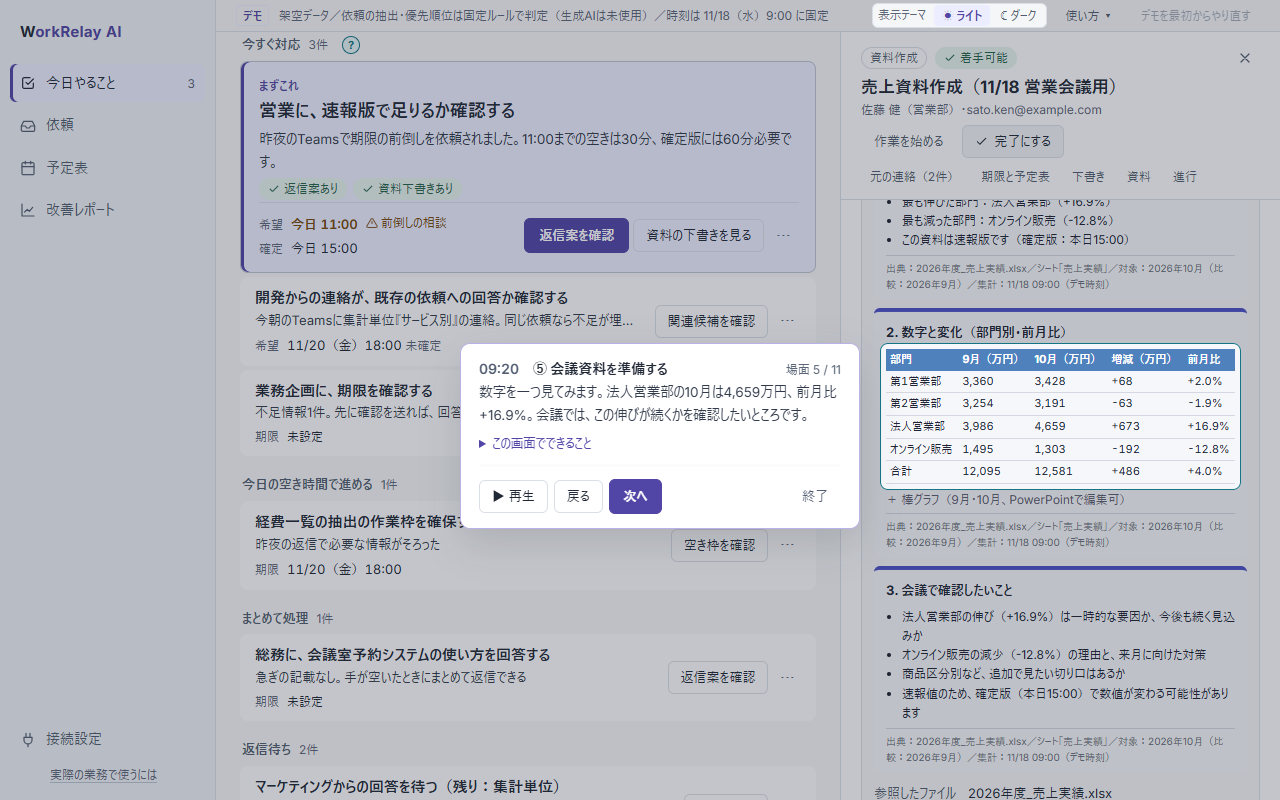 WorkRelay AI
今日やること 3
依頼
予定表
改善レポート
接続設定
実際の業務で使うには
デモ 架空データ／依頼の抽出・優先順位は固定ルールで判定（生成AIは未使用）／時刻は 11/18（水）9:00 に固定
表示テーマ ライト ダーク 使い方 ▼ デモを最初からやり直す
今すぐ対応 3件 ?
まずこれ
営業に、速報版で足りるか確認する
昨夜のTeamsで期限の前倒しを依頼されました。11:00までの空きは30分、確定版には60分必要で
す。
✓ 返信案あり ✓ 資料下書きあり
希望 今日 11:00 ⚠ 前倒しの相談
確定 今日 15:00
返信案を確認 資料の下書きを見る …
開発からの連絡が、既存の依頼への回答か確認する
今朝のTeamsに集計単位『サービス別』の連絡。同じ依頼なら不足が埋…
希望 11/20（金）18:00 未確定
関連候補を確認 …
業務企画に、期限を確認する
不足情報1件。先に確認を送れば、回答
期限 未設定
今日の空き時間で進める 1件
経費一覧の抽出の作業枠を確保す
昨夜の返信で必要な情報がそろった
期限 11/20（金）18:00
空き枠を確認 …
まとめて処理 1件
総務に、会議室予約システムの使い方を回答する
急ぎの記載なし。手が空いたときにまとめて返信できる
期限 未設定
返信案を確認 …
返信待ち 2件
マーケティングからの回答を待つ（残り：集計単位）
09:20 ⑤ 会議資料を準備する 場面 5 / 11
数字を一つ見てみます。法人営業部の10月は4,659万円、前月比
+16.9%。会議では、この伸びが続くかを確認したいところです。
▶ この画面でできること
▶ 再生 戻る 次へ 終了
資料作成 ✓ 着手可能 ×
売上資料作成（11/18 営業会議用）
佐藤 健（営業部）・sato.ken@example.com
作業を始める ✓ 完了にする
元の連絡（2件） 期限と予定表 下書き 資料 進行
• 最も伸びた部門：法人営業部（+16.9%）
• 最も減った部門：オンライン販売（-12.8%）
• この資料は速報版です（確定版：本日15:00）
出典：2026年度_売上実績.xlsx／シート「売上実績」／対象：2026年10月（比
較：2026年9月）／集計：11/18 09:00（デモ時刻）
2. 数字と変化（部門別・前月比）
部門 9月（万円） 10月（万円） 増減（万円） 前月比
第1営業部 3,360 3,428 +68 +2.0%
第2営業部 3,254 3,191 -63 -1.9%
法人営業部 3,986 4,659 +673 +16.9%
オンライン販売 1,495 1,303 -192 -12.8%
合計 12,095 12,581 +486 +4.0%
＋ 棒グラフ（9月・10月、PowerPointで編集可）
出典：2026年度_売上実績.xlsx／シート「売上実績」／対象：2026年10月（比
較：2026年9月）／集計：11/18 09:00（デモ時刻）
3. 会議で確認したいこと
• 法人営業部の伸び（+16.9%）は一時的な要因か、今後も続く見込
みか
• オンライン販売の減少（-12.8%）の理由と、来月に向けた対策
• 商品区分別など、追加で見たい切り口はあるか
• 速報値のため、確定版（本日15:00）で数値が変わる可能性があり
ます
出典：2026年度_売上実績.xlsx／シート「売上実績」／対象：2026年10月（比
較：2026年9月）／集計：11/18 09:00（デモ時刻）
参照したファイル 2026年度_売上実績.xlsx